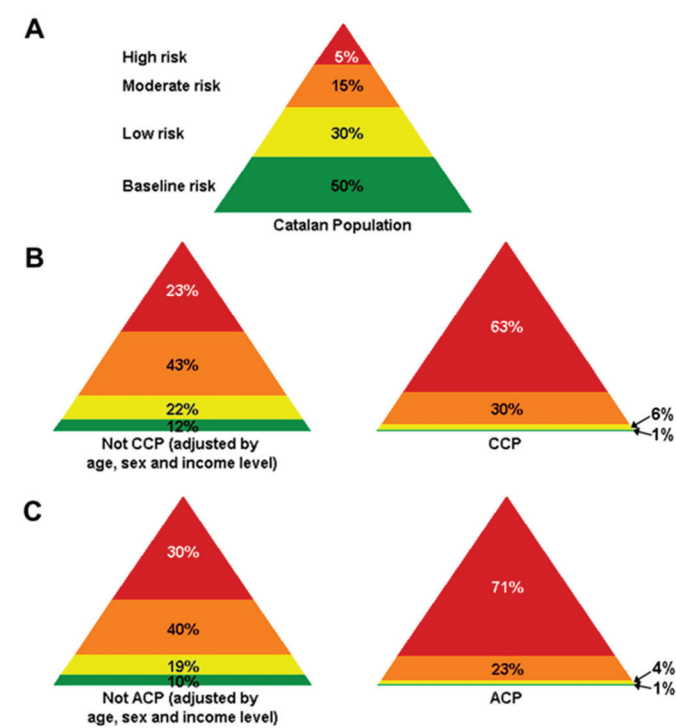 A
High risk
5%
Moderate risk
15%
Low risk
30%
Baseline risk
50%
Catalan Population
B
23%
43%
22%
12%
Not CCP (adjusted by
age, sex and income level)
63%
30%
6%
1%
CCP
C
30%
40%
19%
10%
Not ACP (adjusted by
age, sex and income level)
71%
23%
4%
1%
ACP